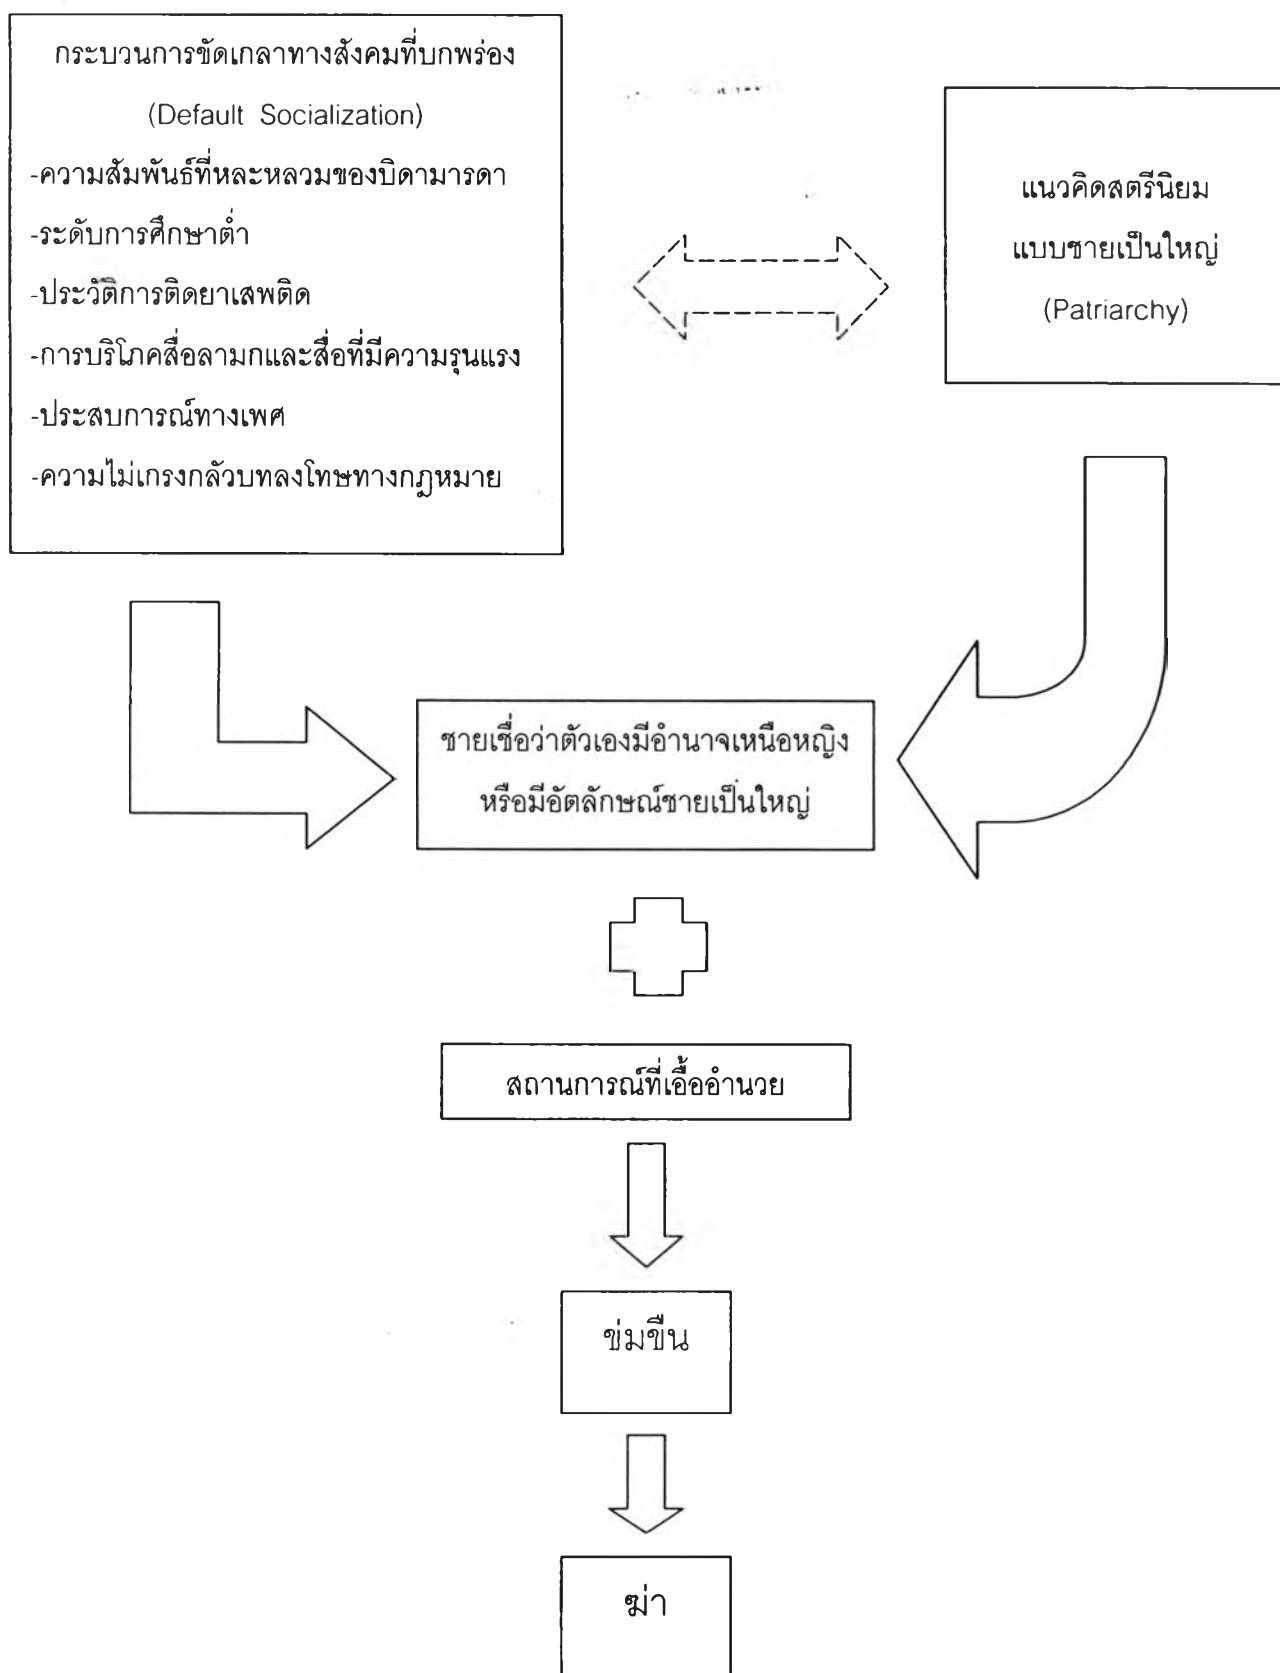 กระบวนการขัดเกลาทางสังคมที่บกพร่อง
(Default Socialization)
-ความสัมพันธ์ที่หละหลวมของบิดามารดา
-ระดับการศึกษาต่ำ
-ประวัติการติดยาเสพติด
-การบริโภคสื่อลามกและสื่อที่มีความรุนแรง
-ประสบการณ์ทางเพศ
-ความไม่เกรงกลัวบทลงโทษทางกฎหมาย
แนวคิดสตรีนิยม
แบบชายเป็นใหญ่
(Patriarchy)
ชายเชื่อว่าตัวเองมีอำนาจเหนือหญิง
หรือมีอัตลักษณ์ชายเป็นใหญ่
สถานการณ์ที่เอื้ออำนวย
ข่มขืน
ฆ่า